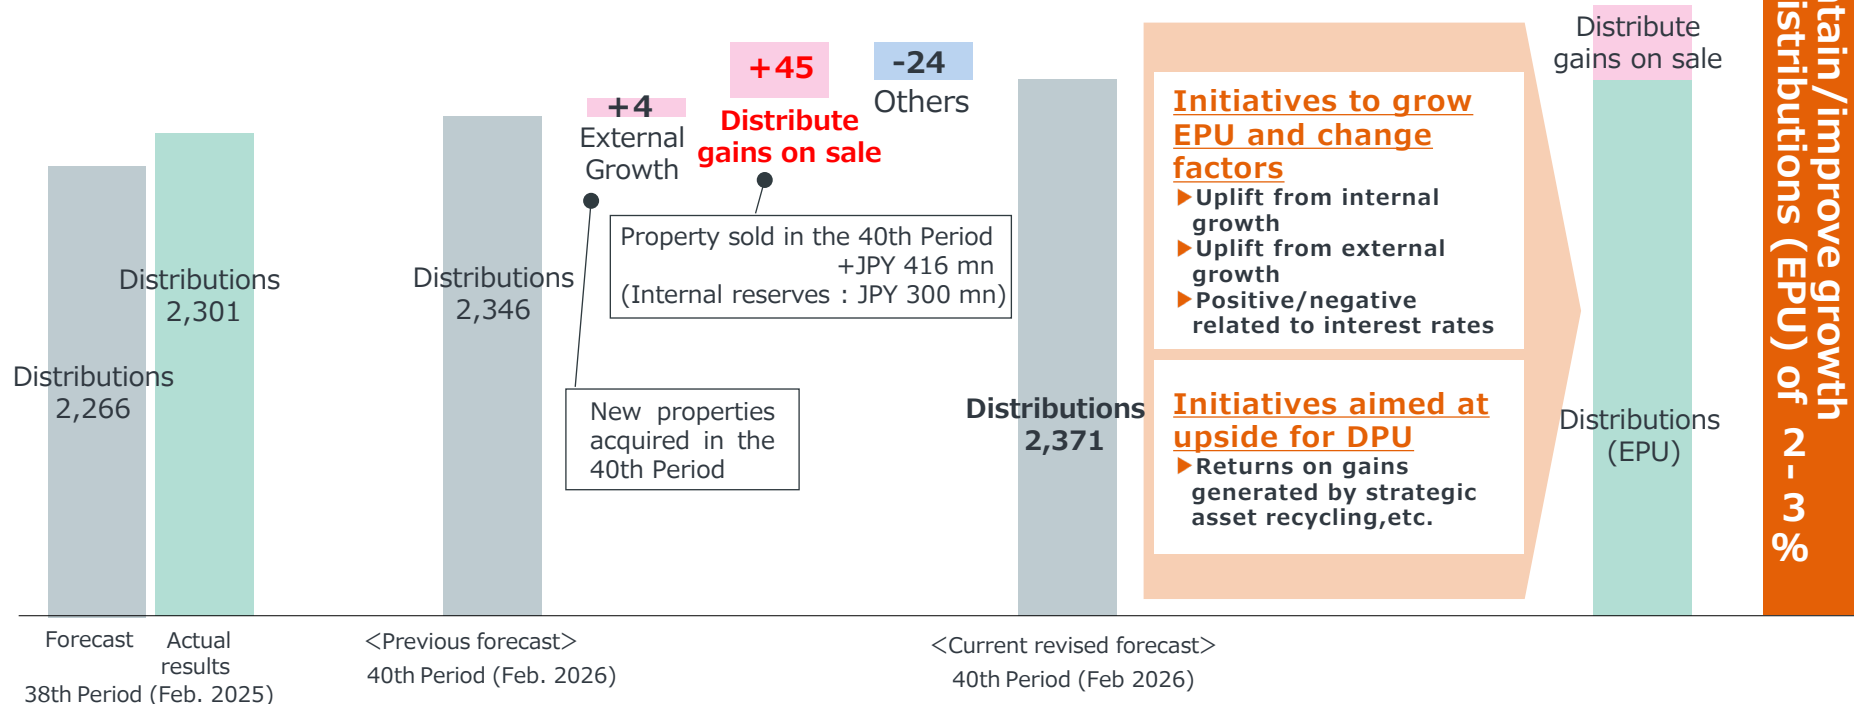 Distributions
2,266
Distributions
2,301
Distributions
2,346
+4
External
Growth
+45
Distribute
gains on sale
-24
Others
Property sold in the 40th Period
+JPY 416 mn
(Internal reserves : JPY 300 mn)
New properties
acquired in the
40th Period
Distributions
2,371
Initiatives to grow
EPU and change
factors
▶Uplift from internal
growth
▶Uplift from external
growth
▶Positive/negative
related to interest rates
Initiatives aimed at
upside for DPU
▶Returns on gains
generated by strategic
asset recycling,etc.
Distribute
gains on sale
Distributions
(EPU)
/improve growth
(EPU) of 2-3%
Forecast
Actual
results
38th Period (Feb. 2025)
<Previous forecast>
40th Period (Feb. 2026)
<Current revised forecast>
40th Period (Feb 2026)